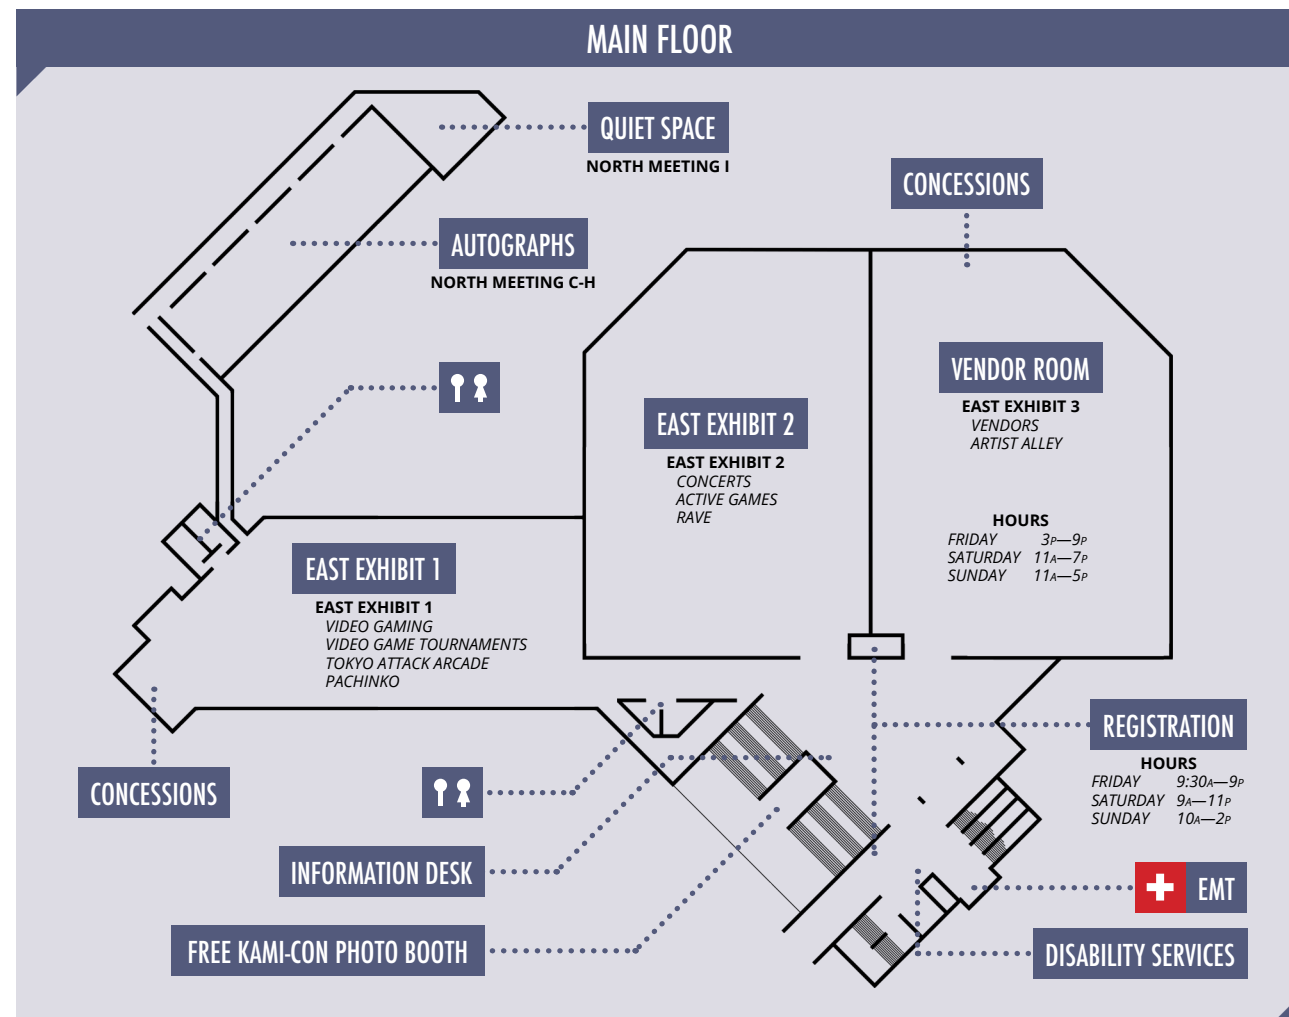 MAIN FLOOR
QUIET SPACE
NORTH MEETING I
CONCESSIONS
AUTOGRAPHS
NORTH MEETING C-H
VENDOR ROOM
EAST EXHIBIT 3
VENDORS
ARTIST ALLEY
HOURS
FRIDAY 3P—9P
SATURDAY 11A—7P
SUNDAY 11A—5P
EAST EXHIBIT 2
EAST EXHIBIT 2
CONCERTS
ACTIVE GAMES
RAVE
EAST EXHIBIT 1
EAST EXHIBIT 1
VIDEO GAMING
VIDEO GAME TOURNAMENTS
TOKYO ATTACK ARCADE
PACHINKO
REGISTRATION
HOURS
FRIDAY 9:30A—9P
SATURDAY 9A—11P
SUNDAY 10A—2P
CONCESSIONS
INFORMATION DESK
EMT
FREE KAMI-CON PHOTO BOOTH
DISABILITY SERVICES